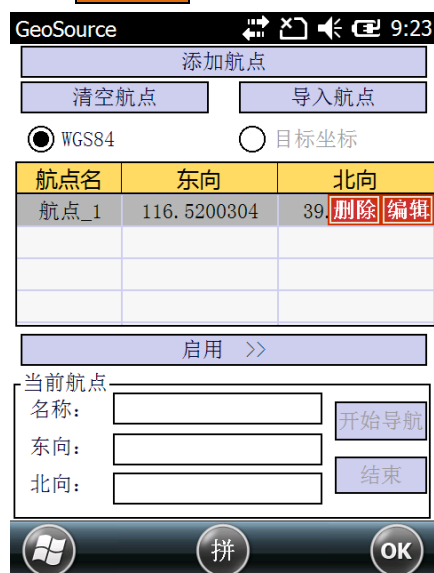 GeoSource 9:23
添加航点
清空航点 导入航点
WGS84 目标坐标
航点名 东向 北向
航点_1 116.5200304 39. 删除 编辑
启用 >>
当前航点
名称:
开始导航
东向:
北向:
结束
拼 OK